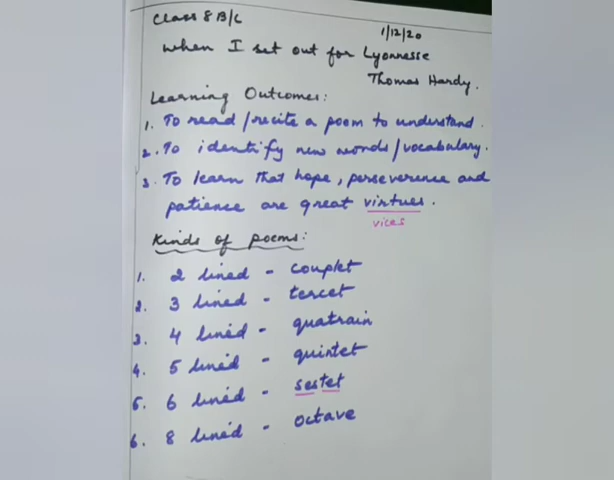 Class 8 B/C
1/12/20
when I set out for Lyonnesse
Thomas Hardy.
Learning Outcomes:
1. To read/recite a poem to understand.
2. To identify new words/vocabulary.
3. To learn that hope, perseverence and
patience are great virtues.
vices
Kinds of poems:
1. 2 lined - couplet
2. 3 lined - tercet
3. 4 lined - quatrain
4. 5 lined - quintet
5. 6 lined - sestet
6. 8 lined - octave